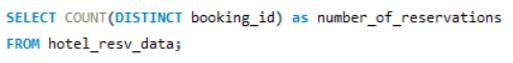 SELECT COUNT(DISTINCT booking_id) as number_of_reservations
FROM hotel_resv_data;